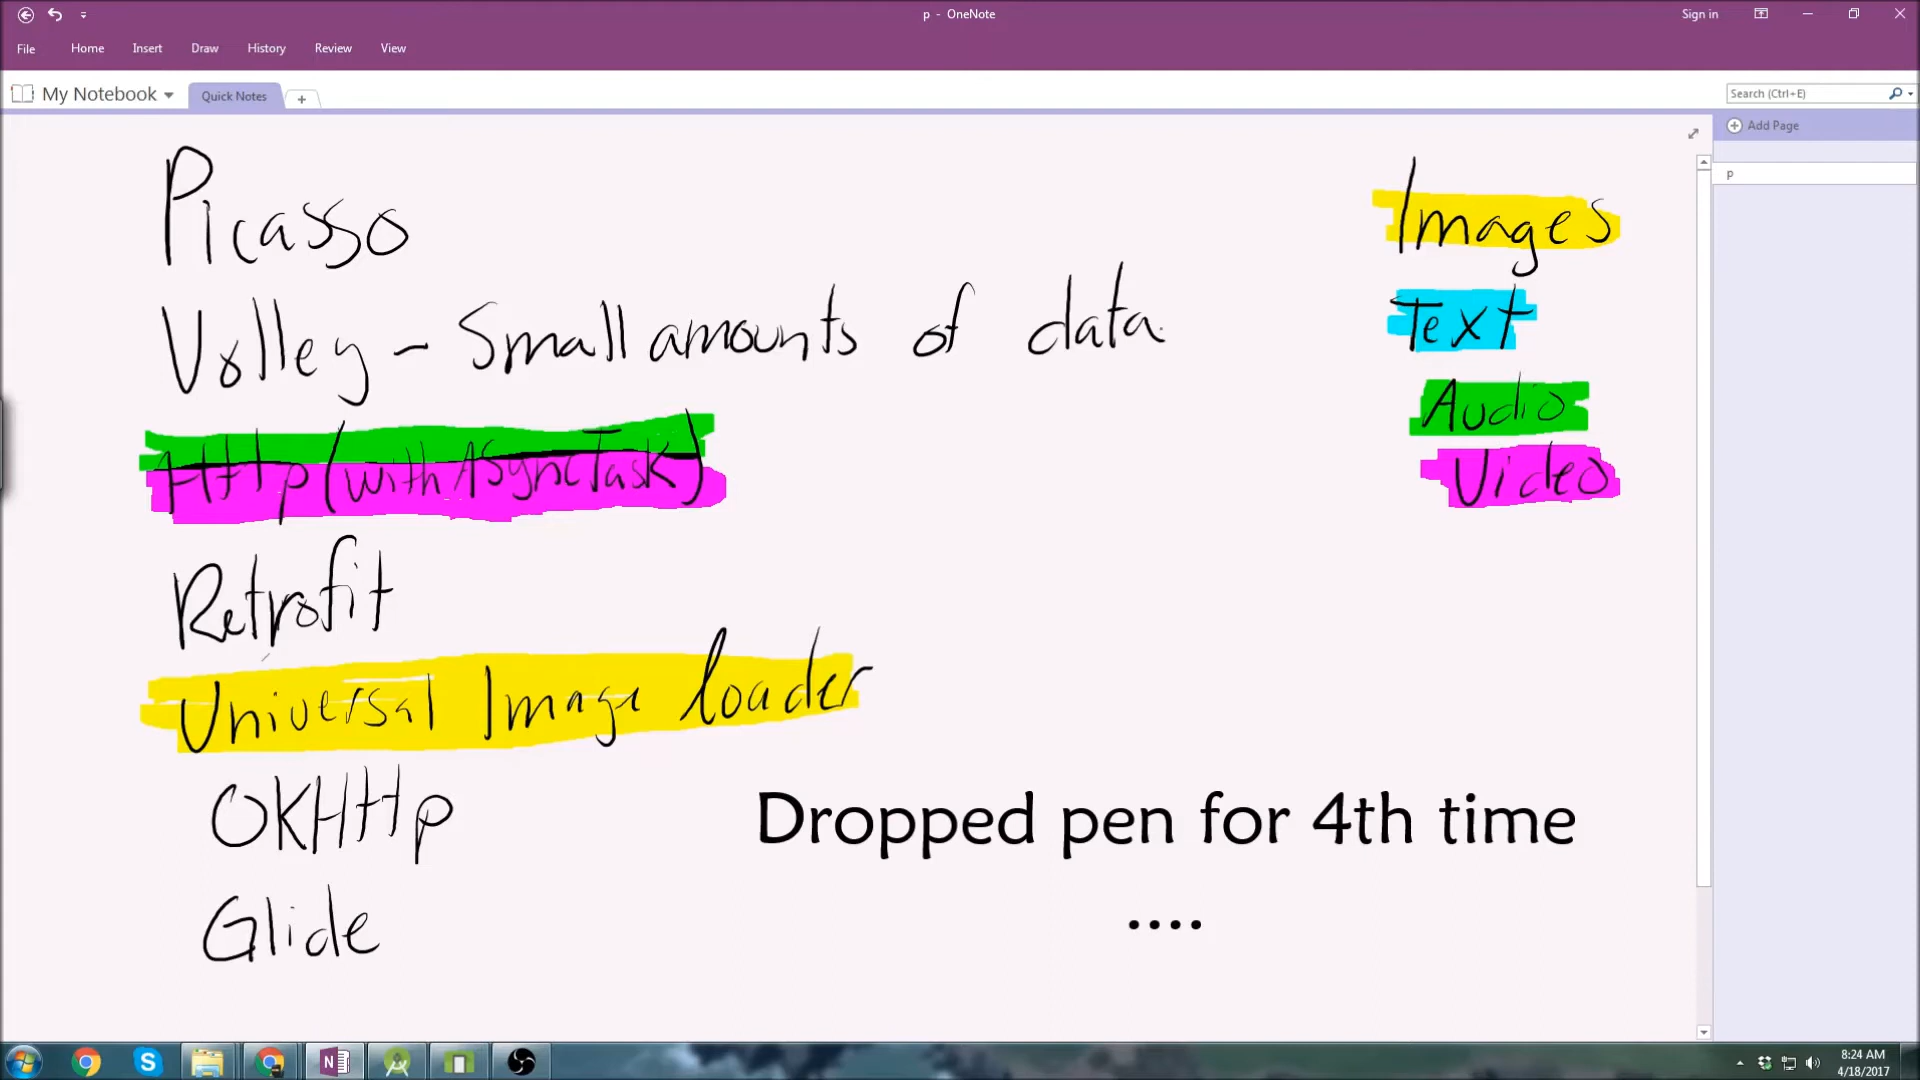 p - OneNote
Sign in
File Home Insert Draw History Review View
My Notebook
Quick Notes
Search (Ctrl+E)
Add Page
p
Picasso
Images
Volley - Small amounts of data
Text
Audio
HttP (with AsyncTask)
Video
Retrofit
Universal Image Loader
OKHttp
Dropped pen for 4th time
....
Glide
8:24 AM
4/18/2017